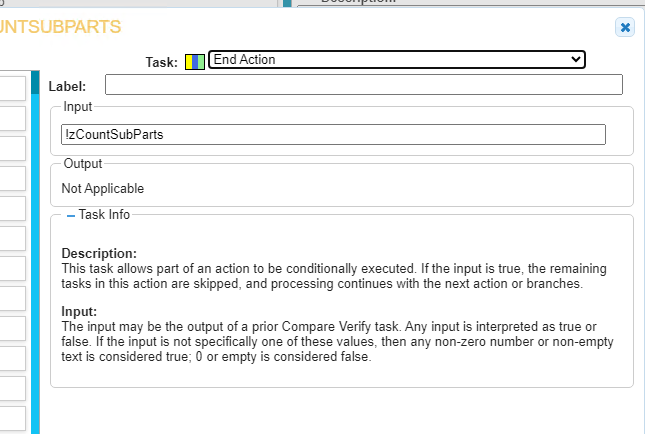 UNTSUBPARTS
Task: End Action
Label:
Input
!zCountSubParts
Output
Not Applicable
Task Info
Description:
This task allows part of an action to be conditionally executed. If the input is true, the remaining
tasks in this action are skipped, and processing continues with the next action or branches.
Input:
The input may be the output of a prior Compare Verify task. Any input is interpreted as true or
false. If the input is not specifically one of these values, then any non-zero number or non-empty
text is considered true; 0 or empty is considered false.